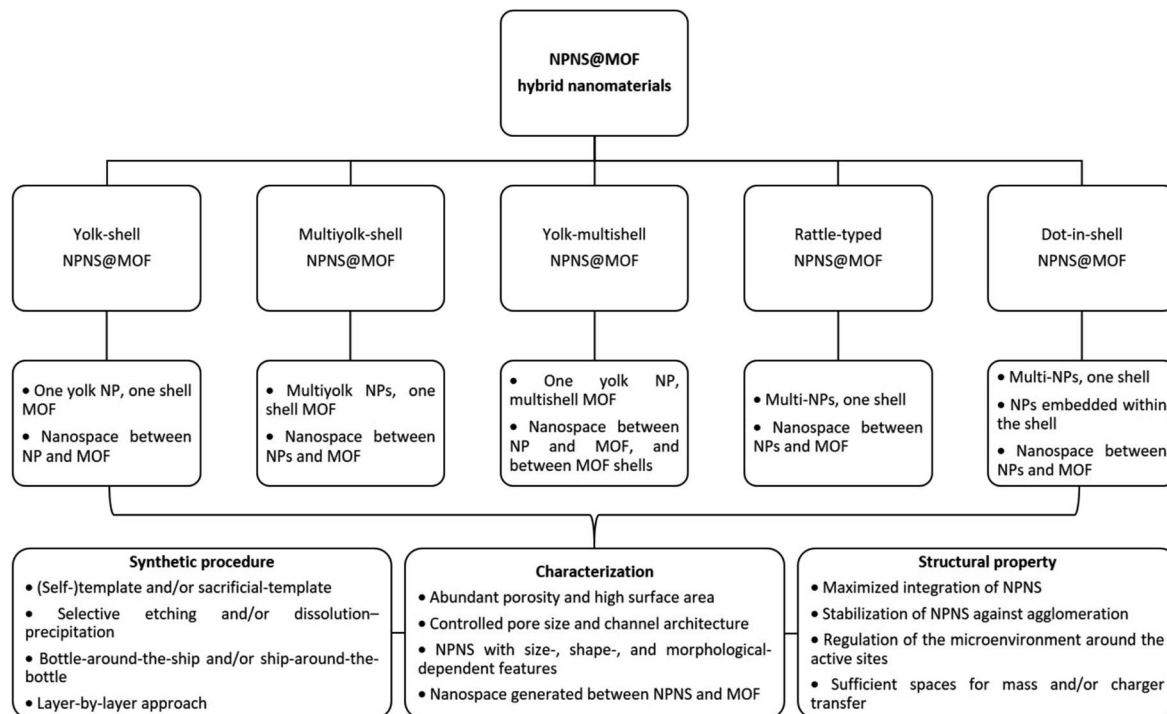 NPNS@MOF
hybrid nanomaterials
Yolk-shell
NPNS@MOF
Multiyolk-shell
NPNS@MOF
Yolk-multishell
NPNS@MOF
Rattle-typed
NPNS@MOF
Dot-in-shell
NPNS@MOF
• One yolk NP, one shell
MOF
• Nanospace between
NP and MOF
• Multiyolk NPs, one
shell MOF
• Nanospace between
NPs and MOF
• One yolk NP,
multishell MOF
• Nanospace between
NP and MOF, and
between MOF shells
• Multi-NPs, one shell
• Nanospace between
NPs and MOF
• Multi-NPs, one shell
• NPs embedded within
the shell
• Nanospace between
NPs and MOF
Synthetic procedure
• (Self-)template and/or sacrificial-template
• Selective etching and/or dissolution–
precipitation
• Bottle-around-the-ship and/or ship-around-the-
bottle
• Layer-by-layer approach
Characterization
• Abundant porosity and high surface area
• Controlled pore size and channel architecture
• NPNS with size-, shape-, and morphological-
dependent features
• Nanospace generated between NPNS and MOF
Structural property
• Maximized integration of NPNS
• Stabilization of NPNS against agglomeration
• Regulation of the microenvironment around the
active sites
• Sufficient spaces for mass and/or charger
transfer